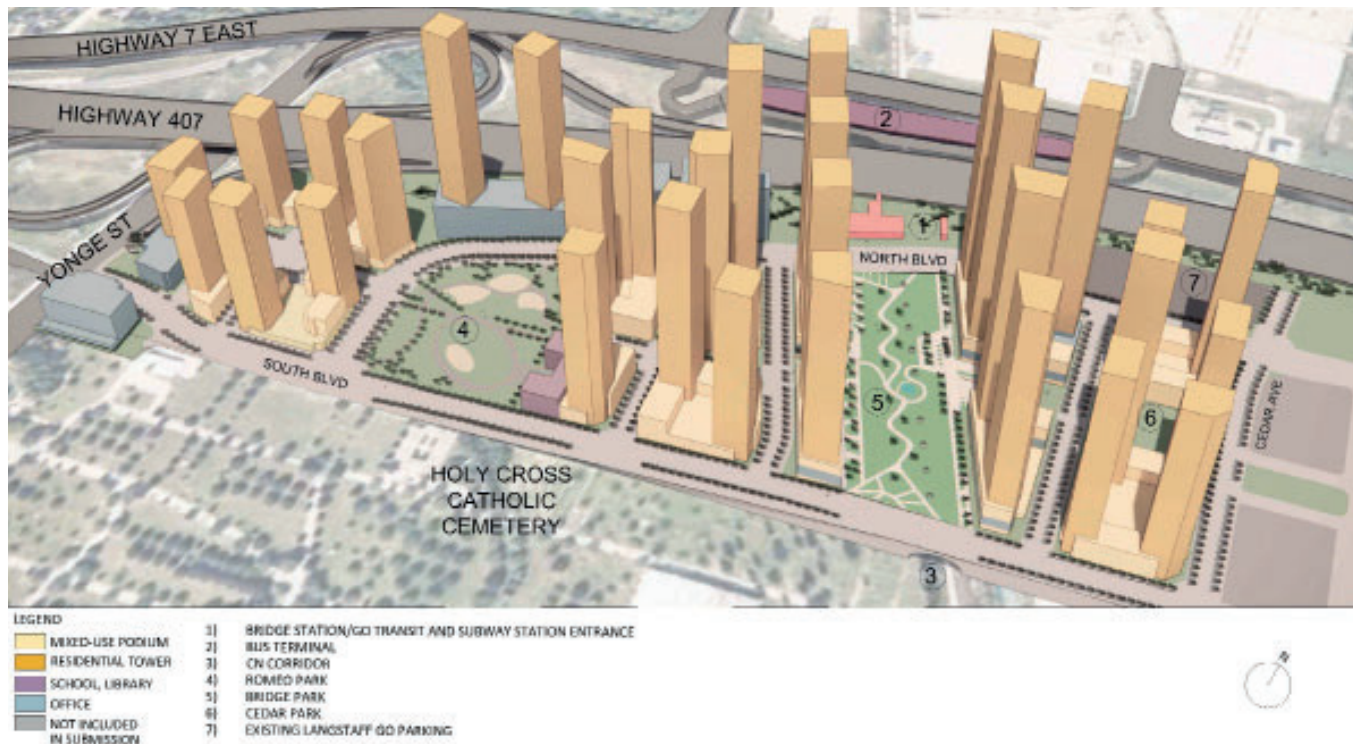 HIGHWAY 7 EAST
HIGHWAY 407
2
YONGE ST
1
NORTH BLVD
7
4
SOUTH BLVD
5
6
CEDAR AVE
HOLY CROSS
CATHOLIC
CEMETERY
3
LEGEND
MIXED-USE PODIUM
RESIDENTIAL TOWER
SCHOOL, LIBRARY
OFFICE
NOT INCLUDED
IN SUBMISSION
1) BRIDGE STATION/GO TRANSIT AND SUBWAY STATION ENTRANCE
2) BUS TERMINAL
3) CN CORRIDOR
4) ROMEO PARK
5) BRIDGE PARK
6) CEDAR PARK
7) EXISTING LANGSTAFF GO PARKING
N